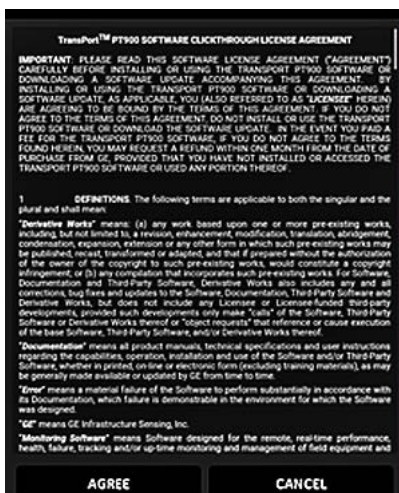 TransPort™ PT900 SOFTWARE CLICKTHROUGH LICENSE AGREEMENT
IMPORTANT: PLEASE READ THIS SOFTWARE LICENSE AGREEMENT ("AGREEMENT")
CAREFULLY BEFORE INSTALLING OR USING THE TRANSPORT PT900 SOFTWARE OR
DOWNLOADING A SOFTWARE UPDATE ACCOMPANYING THIS AGREEMENT. BY
INSTALLING OR USING THE TRANSPORT PT900 SOFTWARE OR DOWNLOADING A
SOFTWARE UPDATE, AS APPLICABLE, YOU (ALSO REFERRED TO AS "LICENSEE" HEREIN)
ARE AGREEING TO BE BOUND BY THE TERMS OF THIS AGREEMENT. IF YOU DO NOT
AGREE TO THE TERMS OF THIS AGREEMENT, DO NOT INSTALL OR USE THE TRANSPORT
PT900 SOFTWARE OR DOWNLOAD THE SOFTWARE UPDATE. IN THE EVENT YOU PAID A
FEE FOR THE TRANSPORT PT900 SOFTWARE, IF YOU DO NOT AGREE TO THE TERMS
FOUND HEREIN, YOU MAY REQUEST A REFUND WITHIN ONE MONTH FROM THE DATE OF
PURCHASE FROM GE, PROVIDED THAT YOU HAVE NOT INSTALLED OR ACCESSED THE
TRANSPORT PT900 SOFTWARE OR USED ANY PORTION THEREOF.
1 DEFINITIONS. The following terms are applicable to both the singular and the
plural and shall mean:
"Derivative Works" means: (a) any work based upon one or more pre-existing works,
including, but not limited to, a revision, enhancement, modification, translation, abridgement,
condensation, expansion, extension or any other form in which such pre-existing works may
be published, recast, transformed or adapted, and that if prepared without the authorization
of the owner of the copyright to such pre-existing works, would constitute a copyright
infringement; or (b) any compilation that incorporates such pre-existing works. For Software,
Documentation and Third-Party Software, Derivative Works also includes any and all
corrections, bug fixes and updates to the Software, Documentation, Third-Party Software and
Derivative Works, but does not include any Licensee or Licensee-funded third-party
developments, provided such developments only make "calls" of the Software, Third-Party
Software or Derivative Works thereof or "object requests" that reference or cause execution
of the base Software, Third-Party Software, and/or Derivative Works thereof.
"Documentation" means all product manuals, technical specifications and user instructions
regarding the capabilities, operation, installation and use of the Software and/or Third-Party
Software, whether in printed, on-line or electronic form (excluding training materials), as may
be generally made available or updated by GE from time to time.
"Error" means a material failure of the Software to perform substantially in accordance with
its Documentation, which failure is demonstrable in the environment for which the Software
was designed.
"GE" means GE Infrastructure Sensing, Inc.
"Monitoring Software" means Software designed for the remote, real-time performance,
health, failure, tracking and/or up-time monitoring and management of field equipment and
AGREE CANCEL